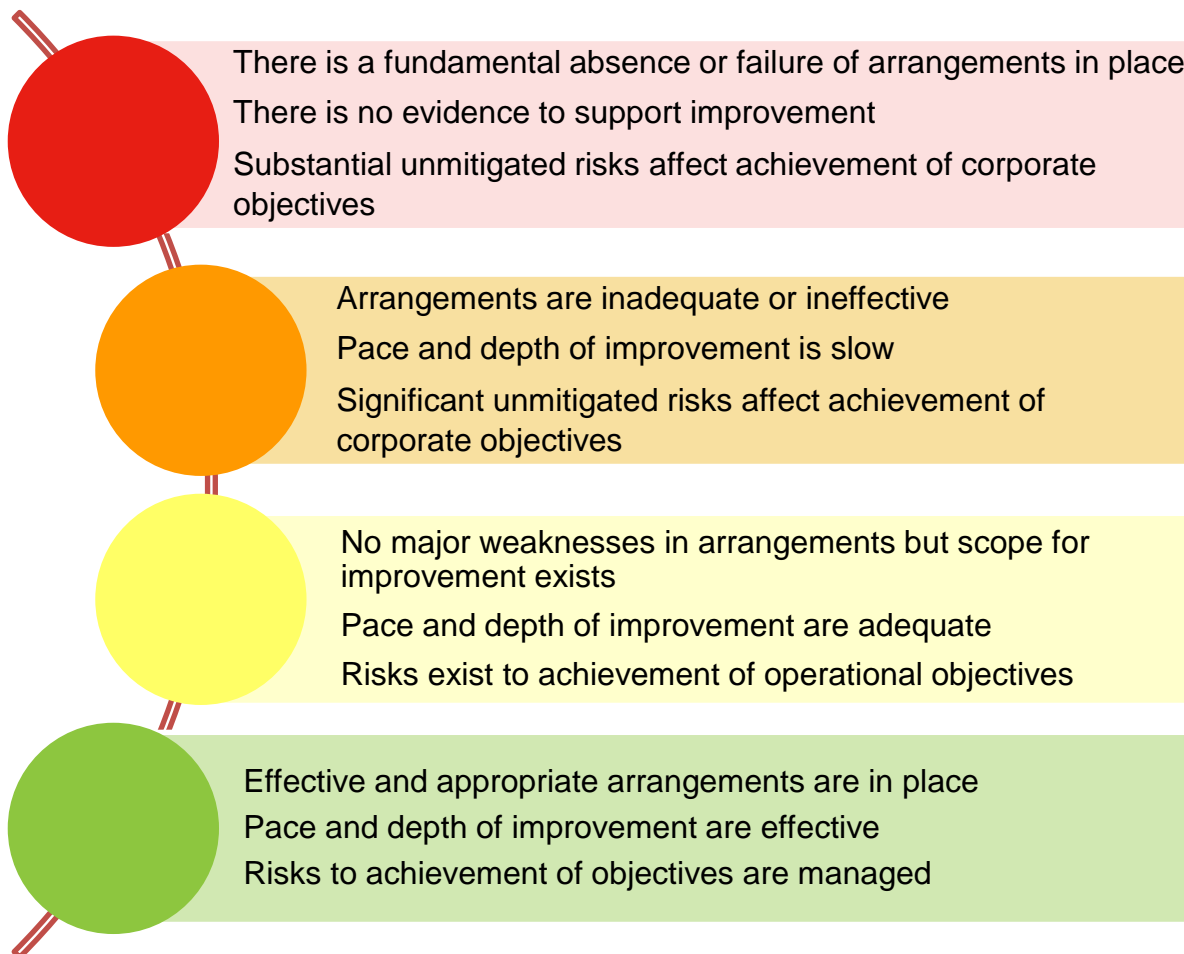 There is a fundamental absence or failure of arrangements in place
There is no evidence to support improvement
Substantial unmitigated risks affect achievement of corporate
objectives
Arrangements are inadequate or ineffective
Pace and depth of improvement is slow
Significant unmitigated risks affect achievement of
corporate objectives
No major weaknesses in arrangements but scope for
improvement exists
Pace and depth of improvement are adequate
Risks exist to achievement of operational objectives
Effective and appropriate arrangements are in place
Pace and depth of improvement are effective
Risks to achievement of objectives are managed